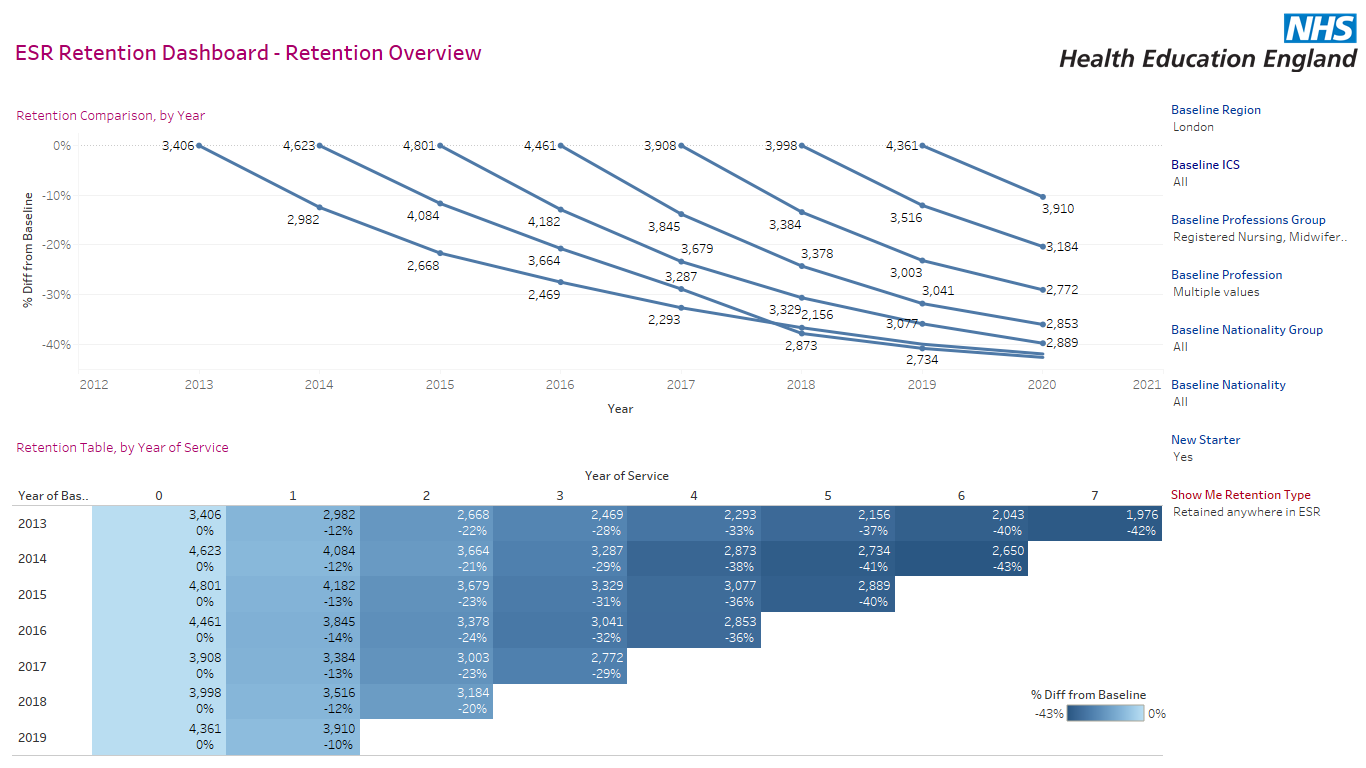 NHS
ESR Retention Dashboard - Retention Overview
Health Education England
Retention Comparison, by Year
% Diff from Baseline
0%
-10%
-20%
-30%
-40%
3,406
4,623
4,801
4,461
3,908
3,998
4,361
2,982
4,084
4,182
3,845
3,384
3,516
3,910
2,668
3,664
3,679
3,378
3,003
3,184
2,469
3,287
3,329
3,041
2,772
2,293
2,156
3,077
2,853
2,873
2,734
2,889
2012 2013 2014 2015 2016 2017 2018 2019 2020 2021
Year
Baseline Region
London
Baseline ICS
All
Baseline Professions Group
Registered Nursing, Midwifer..
Baseline Profession
Multiple values
Baseline Nationality Group
All
Baseline Nationality
All
New Starter
Yes
Show Me Retention Type
Retained anywhere in ESR
Retention Table, by Year of Service
Year of Service
Year of Bas.. 0 1 2 3 4 5 6 7
2013 3,406 2,982 2,668 2,469 2,293 2,156 2,043 1,976
0% -12% -22% -28% -33% -37% -40% -42%
2014 4,623 4,084 3,664 3,287 2,873 2,734 2,650
0% -12% -21% -29% -38% -41% -43%
2015 4,801 4,182 3,679 3,329 3,077 2,889
0% -13% -23% -31% -36% -40%
2016 4,461 3,845 3,378 3,041 2,853
0% -14% -24% -32% -36%
2017 3,908 3,384 3,003 2,772
0% -13% -23% -29%
2018 3,998 3,516 3,184
0% -12% -20%
2019 4,361 3,910
0% -10%
% Diff from Baseline
-43% 0%